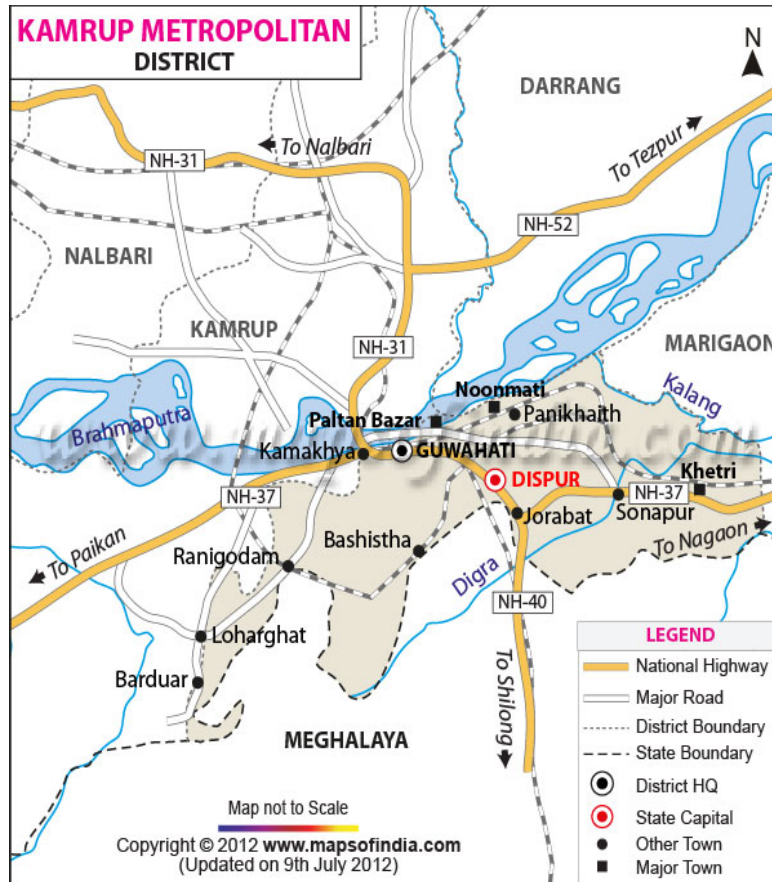 KAMRUP METROPOLITAN
DISTRICT
N
DARRANG
To Nalbari
NH-31
To Tezpur
NH-52
NALBARI
KAMRUP
NH-31
MARIGAON
Kalang
Brahmaputra
Noonmati
Paltan Bazar
Panikhaith
www.mapsofindia.com
Kamakhya
GUWAHATI
DISPUR
Khetri
NH-37
NH-37
Jorabat
Sonapur
To Paikan
Ranigodam
Bashistha
To Nagaon
Digra
NH-40
Loharghat
Barduar
To Shilong
MEGHALAYA
LEGEND
National Highway
Major Road
District Boundary
State Boundary
District HQ
State Capital
Other Town
Major Town
Map not to Scale
Copyright © 2012 www.mapsofindia.com
(Updated on 9th July 2012)